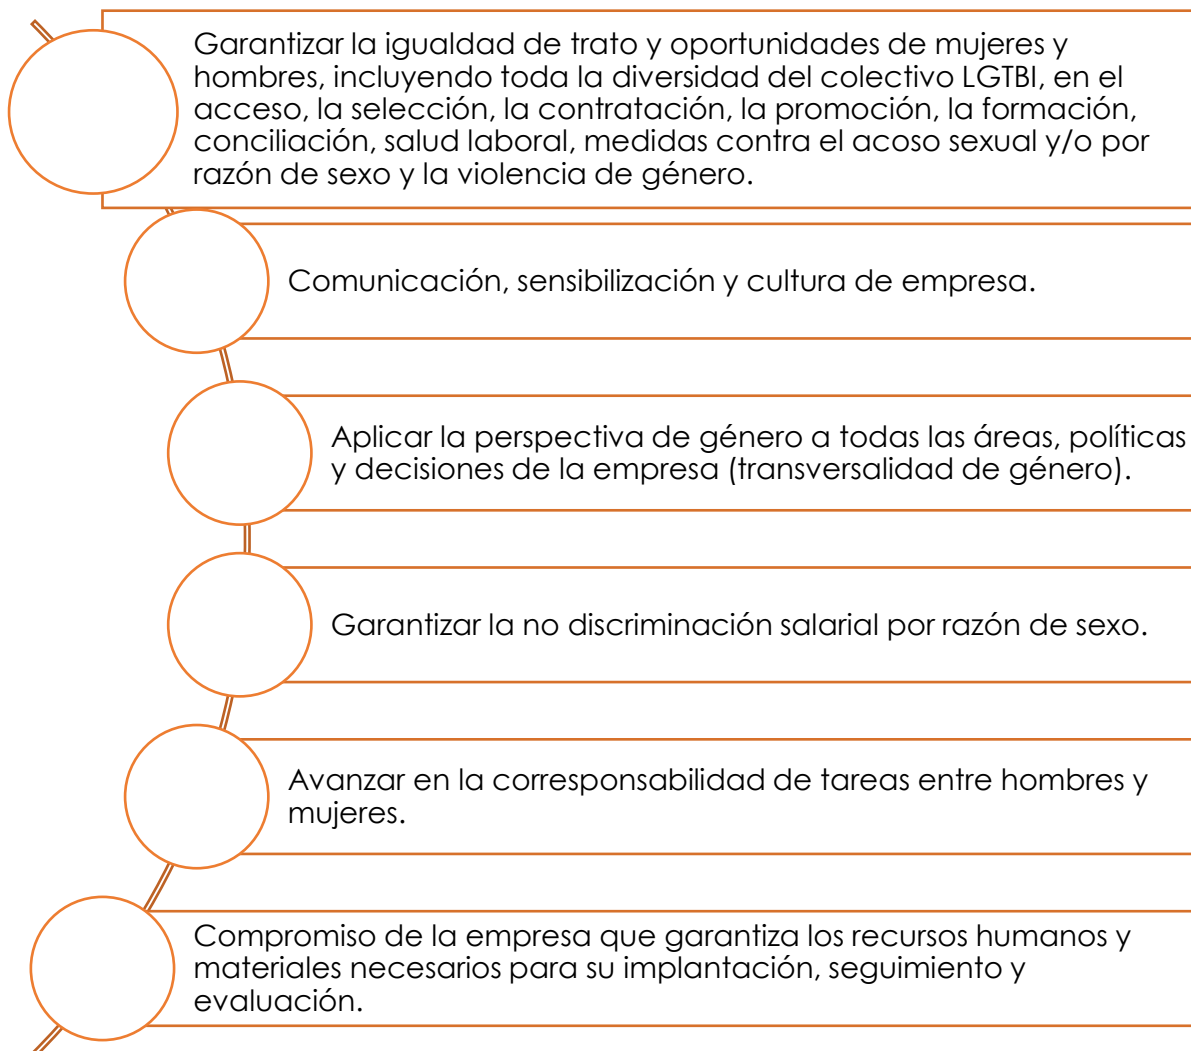 Garantizar la igualdad de trato y oportunidades de mujeres y
hombres, incluyendo toda la diversidad del colectivo LGTBI, en el
acceso, la selección, la contratación, la promoción, la formación,
conciliación, salud laboral, medidas contra el acoso sexual y/o por
razón de sexo y la violencia de género.
Comunicación, sensibilización y cultura de empresa.
Aplicar la perspectiva de género a todas las áreas, políticas
y decisiones de la empresa (transversalidad de género).
Garantizar la no discriminación salarial por razón de sexo.
Avanzar en la corresponsabilidad de tareas entre hombres y
mujeres.
Compromiso de la empresa que garantiza los recursos humanos y
materiales necesarios para su implantación, seguimiento y
evaluación.